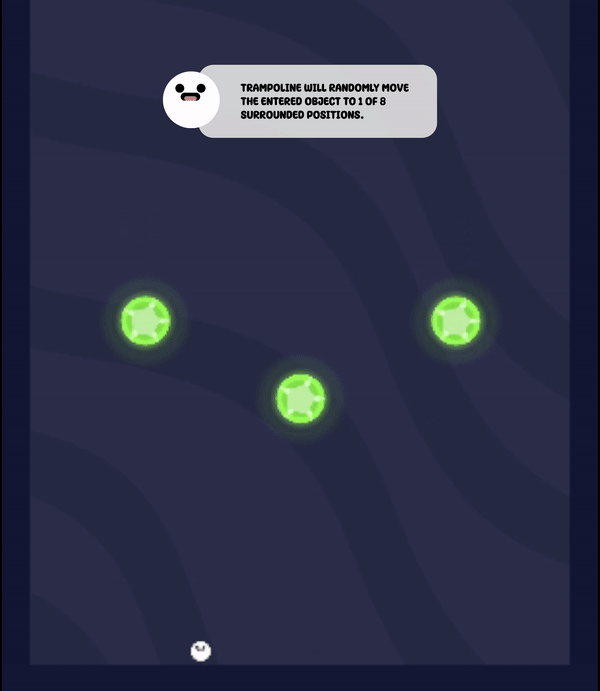 TRAMPOLINE WILL RANDOMLY MOVE
THE ENTERED OBJECT TO 1 OF 8
SURROUNDED POSITIONS.